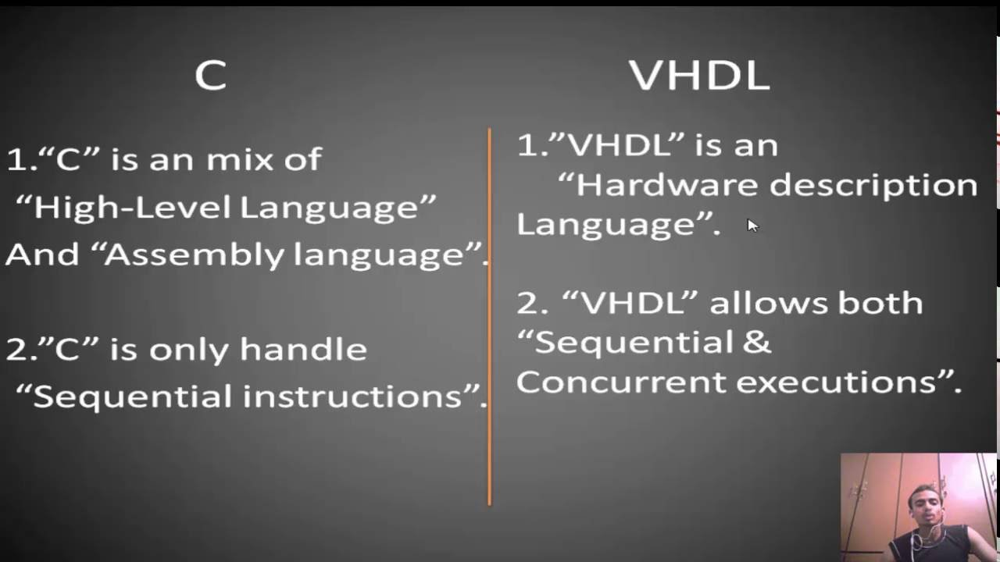 C
1.“C” is an mix of
“High-Level Language”
And “Assembly language”.
2.”C” is only handle
“Sequential instructions”.
VHDL
1.”VHDL” is an
“Hardware description
Language”.
2. “VHDL” allows both
“Sequential &
Concurrent executions”.